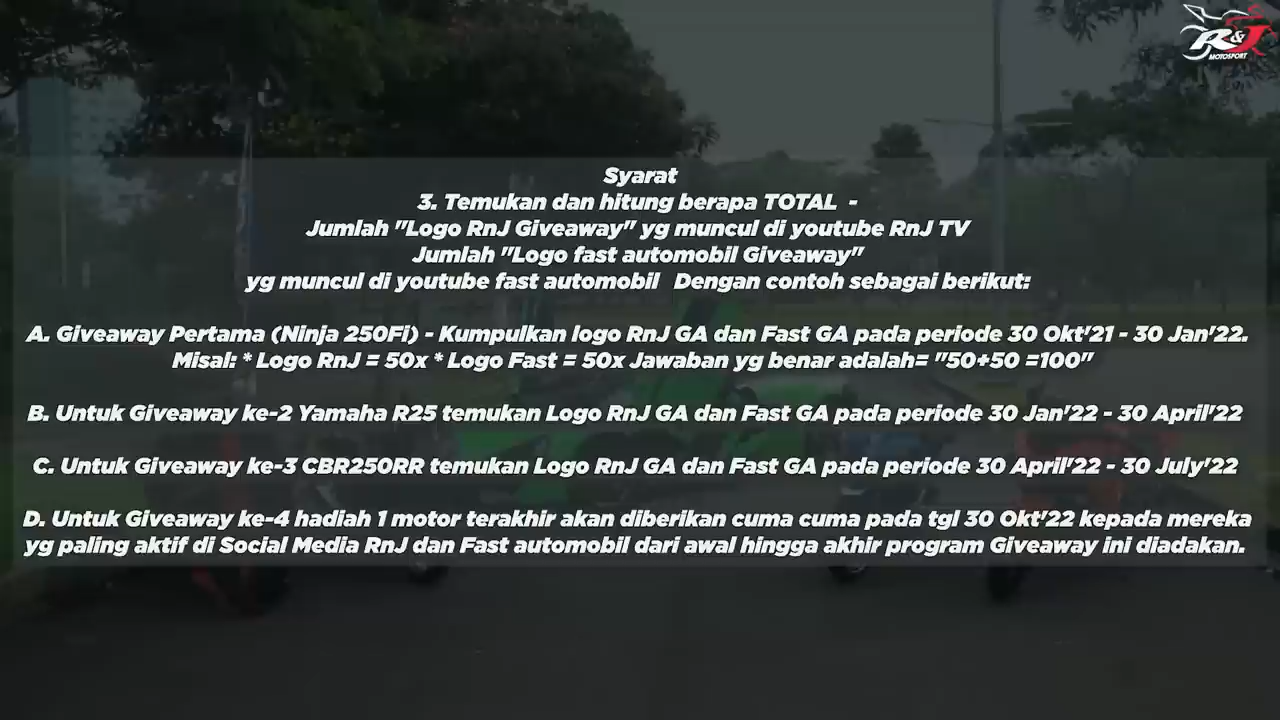 R&J
MOTOSPORT
Syarat
3. Temukan dan hitung berapa TOTAL -
Jumlah "Logo RnJ Giveaway" yg muncul di youtube RnJ TV
Jumlah "Logo fast automobil Giveaway"
yg muncul di youtube fast automobil Dengan contoh sebagai berikut:
A. Giveaway Pertama (Ninja 250Fi) - Kumpulkan logo RnJ GA dan Fast GA pada periode 30 Okt'21 - 30 Jan'22.
Misal: * Logo RnJ = 50x * Logo Fast = 50x Jawaban yg benar adalah= "50+50 =100"
B. Untuk Giveaway ke-2 Yamaha R25 temukan Logo RnJ GA dan Fast GA pada periode 30 Jan'22 - 30 April'22
C. Untuk Giveaway ke-3 CBR250RR temukan Logo RnJ GA dan Fast GA pada periode 30 April'22 - 30 July'22
D. Untuk Giveaway ke-4 hadiah 1 motor terakhir akan diberikan cuma cuma pada tgl 30 Okt'22 kepada mereka
yg paling aktif di Social Media RnJ dan Fast automobil dari awal hingga akhir program Giveaway ini diadakan.